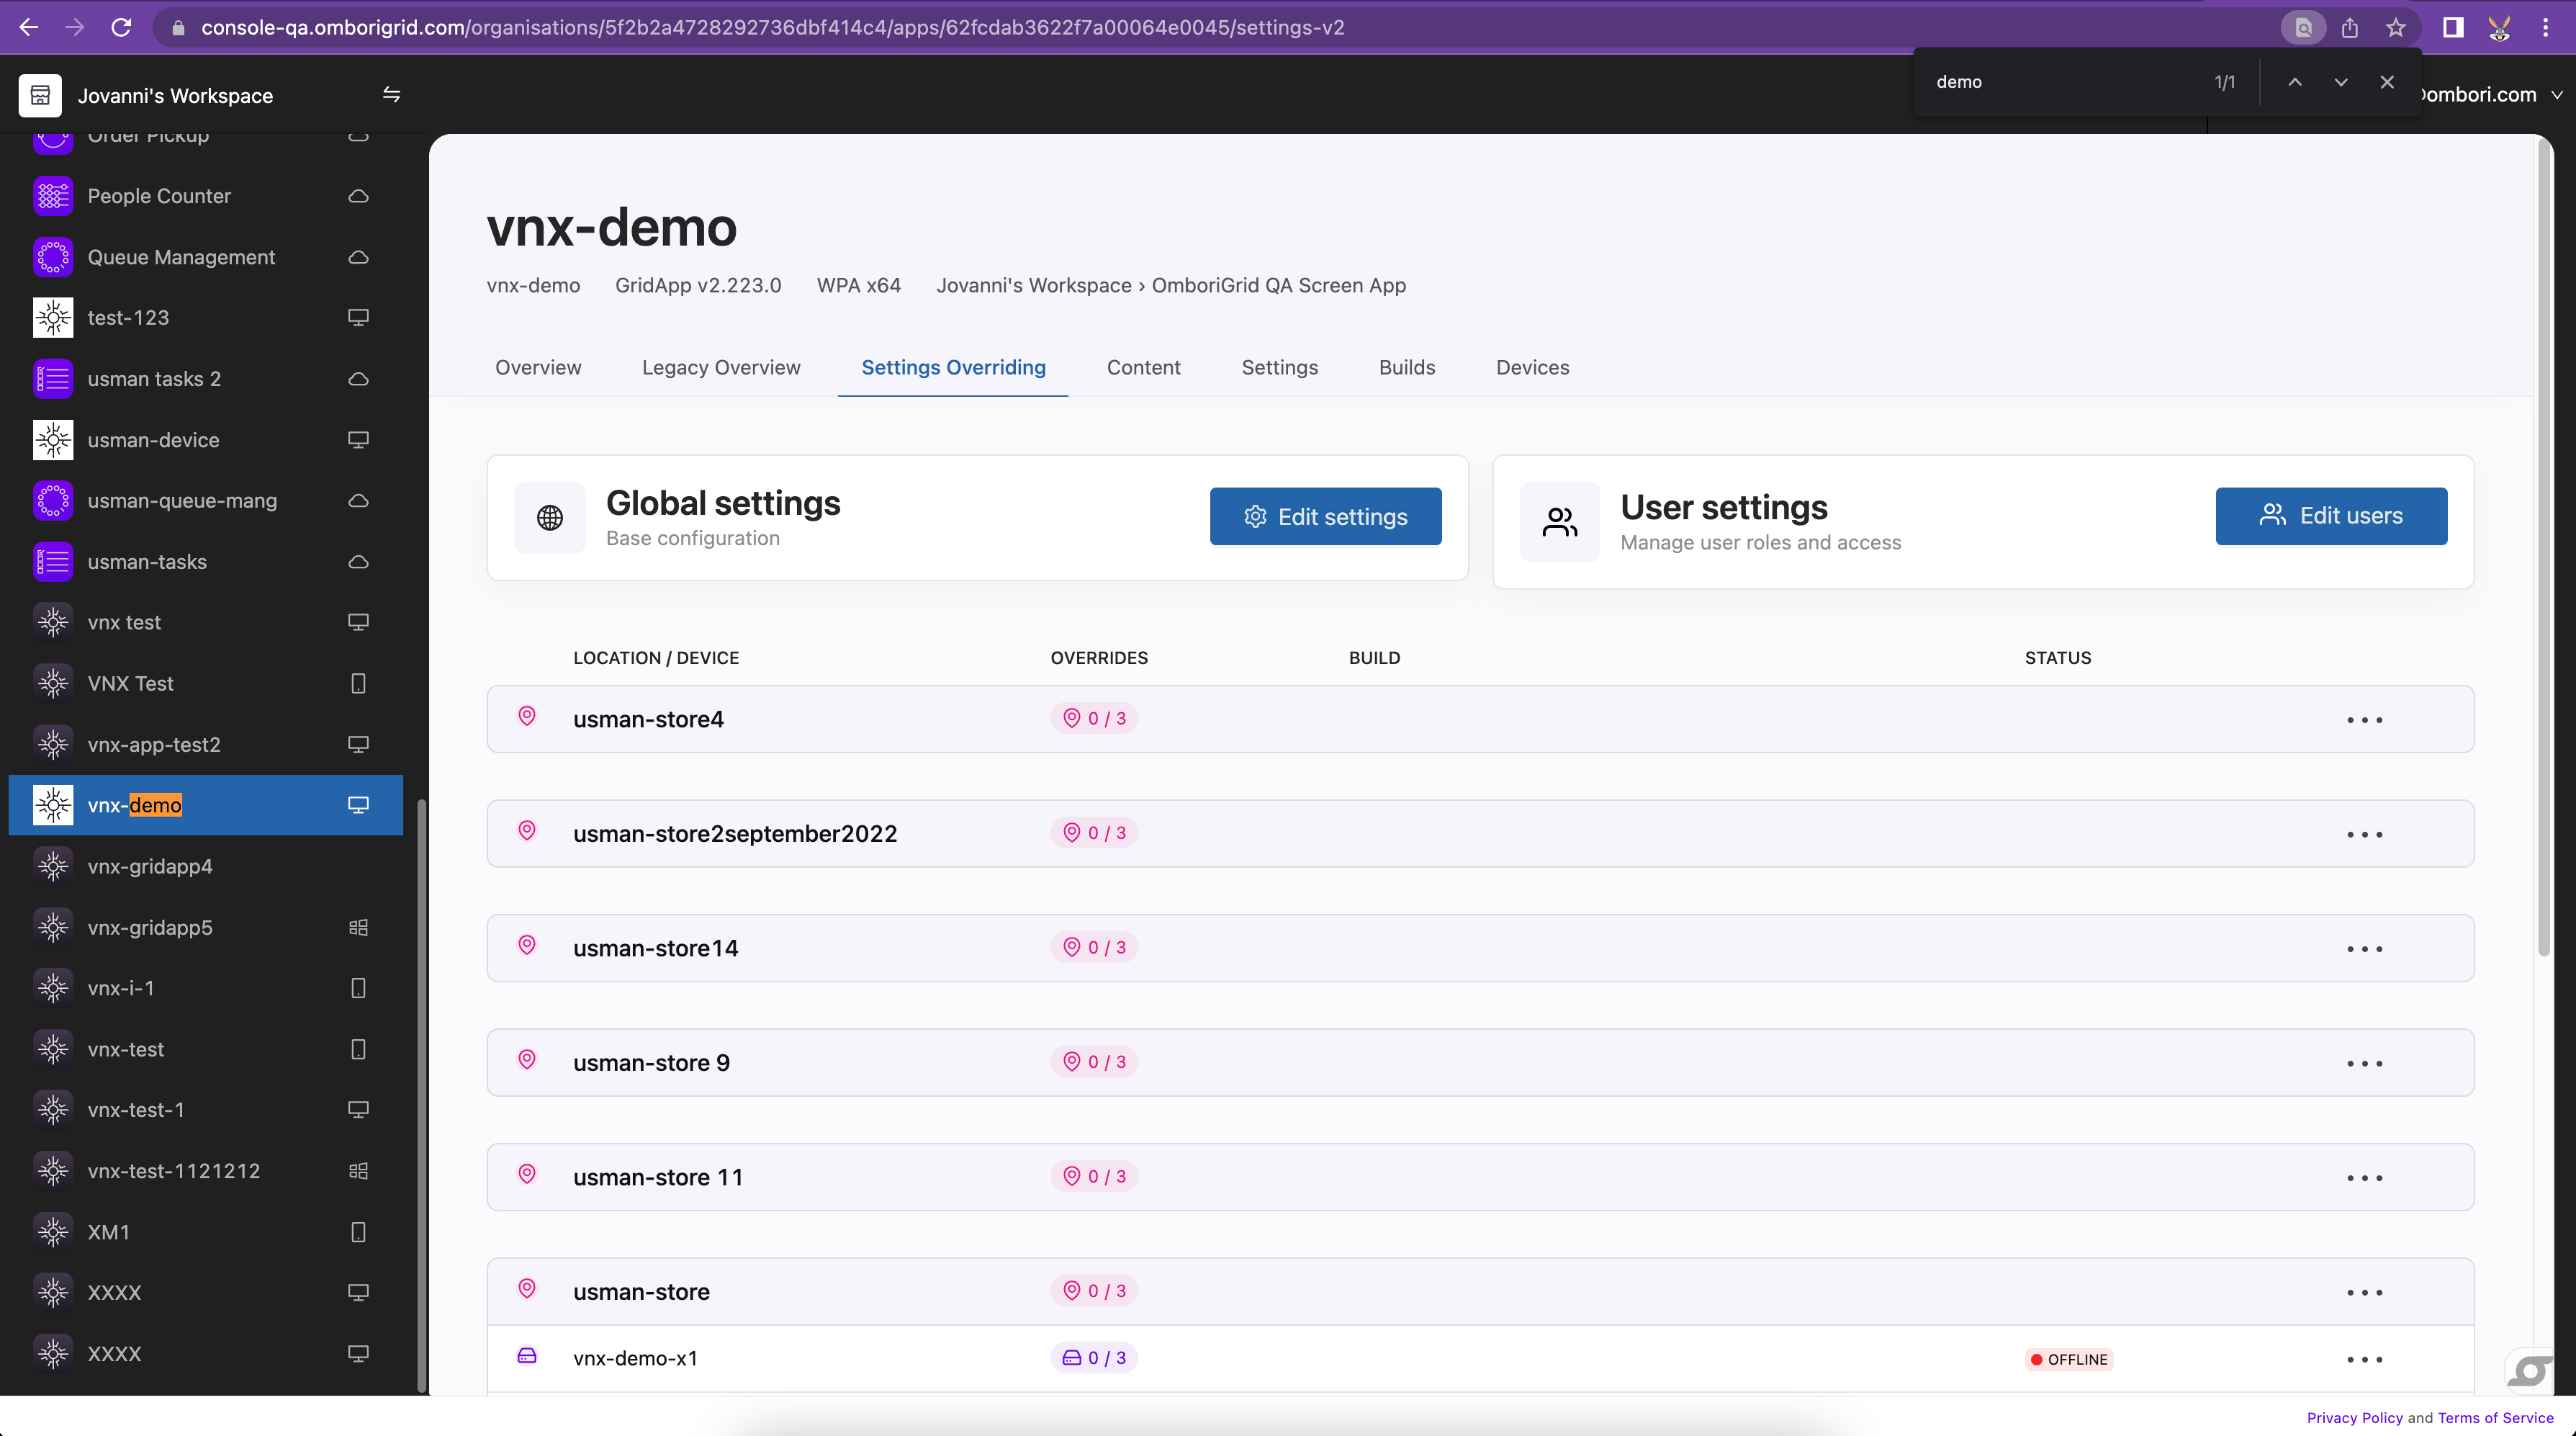 console-qa.omborigrid.com/organisations/5f2b2a4728292736dbf414c4/apps/62fcdab3622f7a00064e0045/settings-v2
demo 1/1
Jovanni's Workspace
ombori.com
Order Pickup
People Counter
Queue Management
test-123
usman tasks 2
usman-device
usman-queue-mang
usman-tasks
vnx test
VNX Test
vnx-app-test2
vnx-demo
vnx-gridapp4
vnx-gridapp5
vnx-i-1
vnx-test
vnx-test-1
vnx-test-1121212
XM1
XXXX
XXXX
vnx-demo
vnx-demo GridApp v2.223.0 WPA x64 Jovanni's Workspace › OmboriGrid QA Screen App
Overview Legacy Overview Settings Overriding Content Settings Builds Devices
Global settings
Base configuration
Edit settings
User settings
Manage user roles and access
Edit users
LOCATION / DEVICE OVERRIDES BUILD STATUS
usman-store4 0 / 3
usman-store2september2022 0 / 3
usman-store14 0 / 3
usman-store 9 0 / 3
usman-store 11 0 / 3
usman-store 0 / 3
vnx-demo-x1 0 / 3 OFFLINE
Privacy Policy and Terms of Service